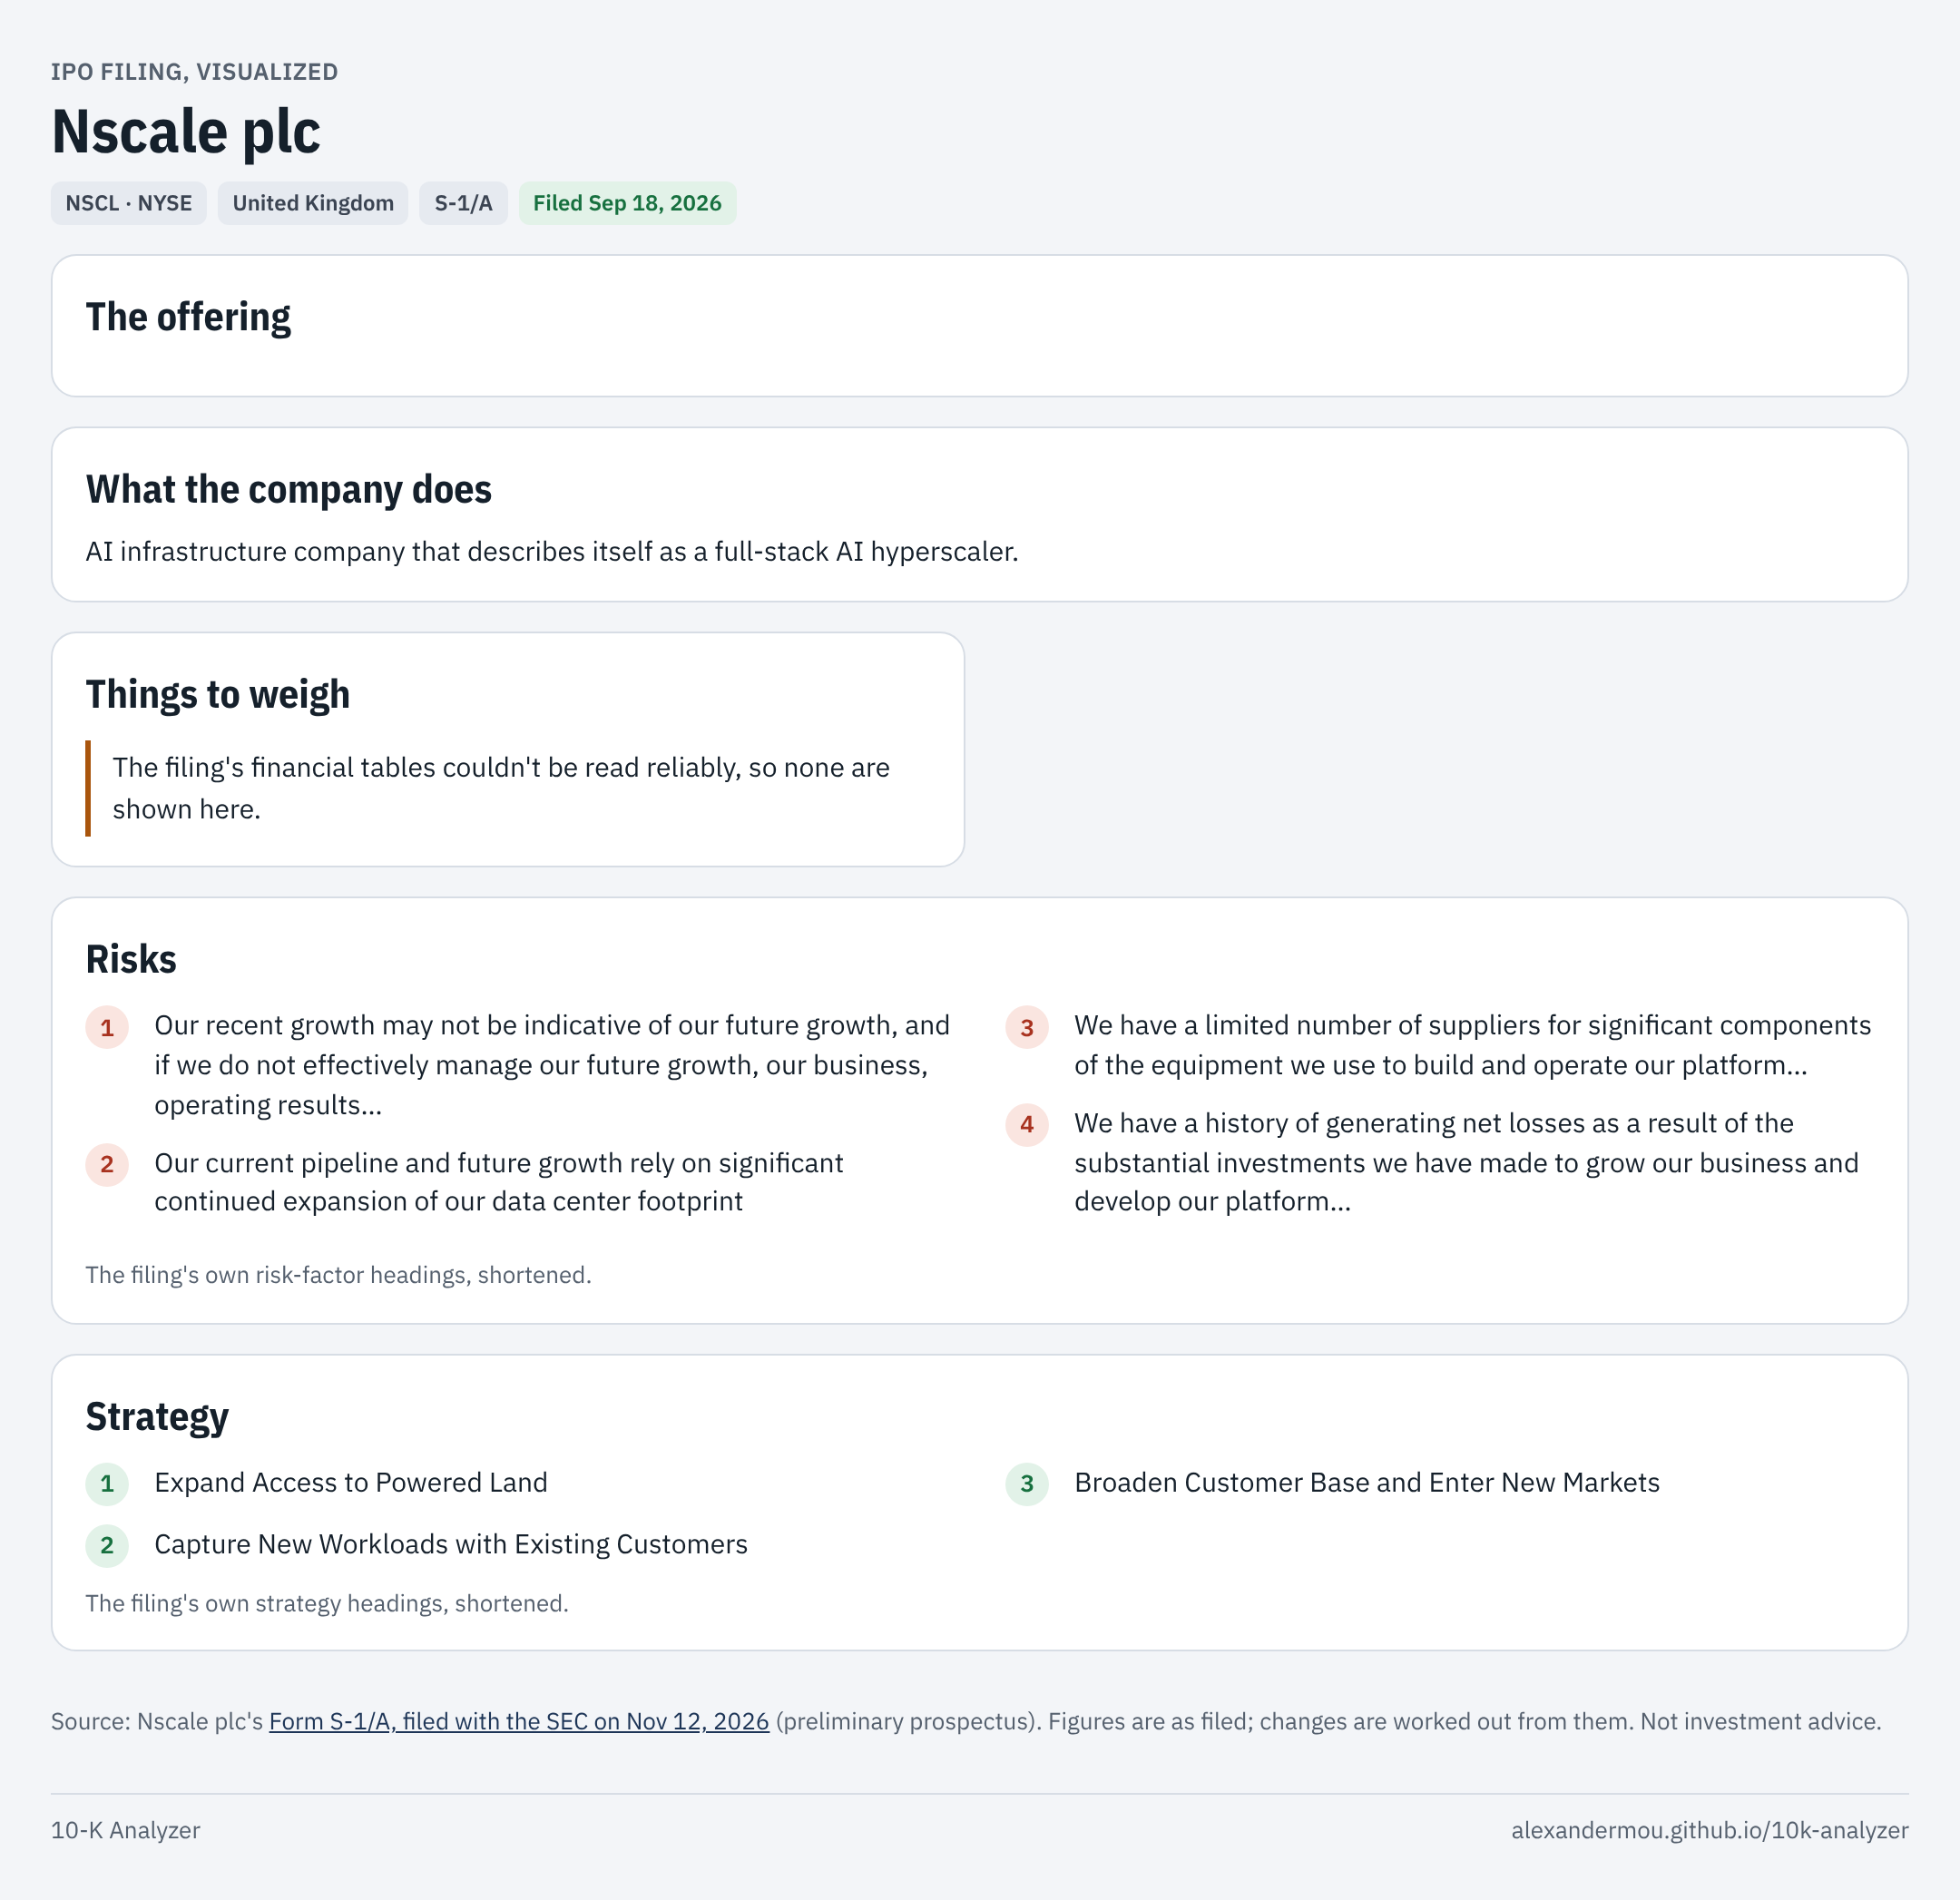 IPO FILING, VISUALIZED
Nscale plc
NSCL · NYSE
United Kingdom
S-1/A
Filed Sep 18, 2026
The offering
What the company does
AI infrastructure company that describes itself as a full-stack AI hyperscaler.
Things to weigh
The filing's financial tables couldn't be read reliably, so none are
shown here.
Risks
1
Our recent growth may not be indicative of our future growth, and
if we do not effectively manage our future growth, our business,
operating results...
2
Our current pipeline and future growth rely on significant
continued expansion of our data center footprint
3
We have a limited number of suppliers for significant components
of the equipment we use to build and operate our platform...
4
We have a history of generating net losses as a result of the
substantial investments we have made to grow our business and
develop our platform...
The filing's own risk-factor headings, shortened.
Strategy
1
Expand Access to Powered Land
2
Capture New Workloads with Existing Customers
3
Broaden Customer Base and Enter New Markets
The filing's own strategy headings, shortened.
Source: Nscale plc's Form S-1/A, filed with the SEC on Nov 12, 2026 (preliminary prospectus). Figures are as filed; changes are worked out from them. Not investment advice.
10-K Analyzer
alexandermou.github.io/10k-analyzer